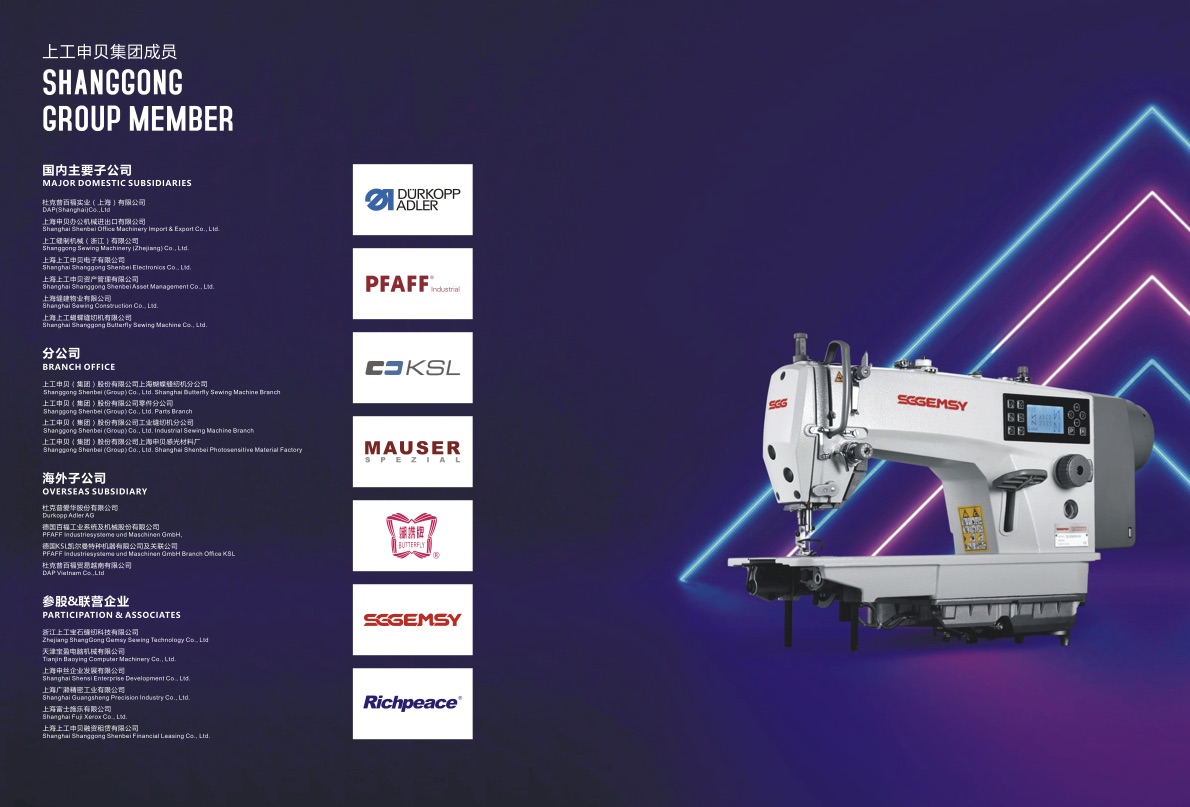 上工申贝集团成员
SHANGGONG
GROUP MEMBER
国内主要子公司
MAJOR DOMESTIC SUBSIDIARIES
杜克普百福实业（上海）有限公司
DAP(Shanghai)Co.,Ltd
上海申贝办公机械进出口有限公司
Shanghai Shenbei Office Machinery Import & Export Co., Ltd.
上工缝制机械（浙江）有限公司
Shanggong Sewing Machinery (Zhejiang) Co., Ltd.
上海上工申贝电子有限公司
Shanghai Shanggong Shenbei Electronics Co., Ltd.
上海上工申贝资产管理有限公司
Shanghai Shanggong Shenbei Asset Management Co., Ltd.
上海缝建物业有限公司
Shanghai Sewing Construction Co., Ltd.
上海上工蝴蝶缝纫机有限公司
Shanghai Shanggong Butterfly Sewing Machine Co., Ltd.
分公司
BRANCH OFFICE
上工申贝（集团）股份有限公司上海蝴蝶缝纫机分公司
Shanggong Shenbei (Group) Co., Ltd. Shanghai Butterfly Sewing Machine Branch
上工申贝（集团）股份有限公司零件分公司
Shanggong Shenbei (Group) Co., Ltd. Parts Branch
上工申贝（集团）股份有限公司工业缝纫机分公司
Shanggong Shenbei (Group) Co., Ltd. Industrial Sewing Machine Branch
上工申贝（集团）股份有限公司上海申贝感光材料厂
Shanggong Shenbei (Group) Co., Ltd. Shanghai Shenbei Photosensitive Material Factory
海外子公司
OVERSEAS SUBSIDIARY
杜克普爱华股份有限公司
Durkopp Adler AG
德国百福工业系统及机械股份有限公司
PFAFF Industriesysteme und Maschinen GmbH,
德国KSL凯尔曼特种机器有限公司及关联公司
PFAFF Industriesysteme und Maschinen GmbH Branch Office KSL
杜克普百福贸易越南有限公司
DAP Vietnam Co.,Ltd
参股&联营企业
PARTICIPATION & ASSOCIATES
浙江上工宝石缝纫科技有限公司
Zhejiang ShangGong Gemsy Sewing Technology Co., Ltd
天津宝盈电脑机械有限公司
Tianjin Baoying Computer Machinery Co., Ltd.
上海申丝企业发展有限公司
Shanghai Shensi Enterprise Development Co., Ltd.
上海广濑精密工业有限公司
Shanghai Guangsheng Precision Industry Co., Ltd.
上海富士施乐有限公司
Shanghai Fuji Xerox Co., Ltd.
上海上工申贝融资租赁有限公司
Shanghai Shanggong Shenbei Financial Leasing Co., Ltd.
DÜRKOPP
ADLER
PFAFF® Industrial
KSL
MAUSER
SPEZIAL
蝴蝶牌
BUTTERFLY ®
SGGEMSY
Richpeace®
SGG
SGGEMSY